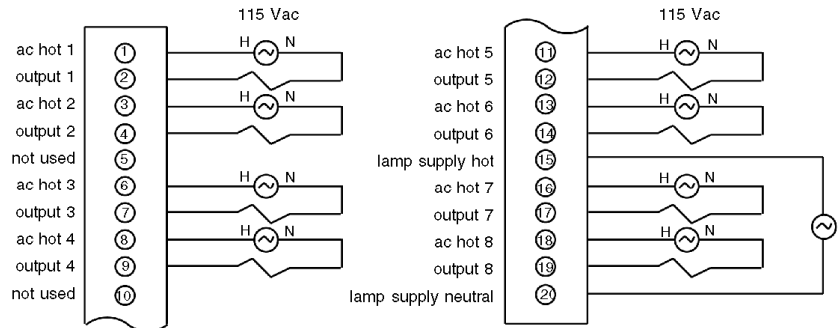 115 Vac
ac hot 1 1 H N
output 1 2
ac hot 2 3 H N
output 2 4
not used 5
ac hot 3 6 H N
output 3 7
ac hot 4 8 H N
output 4 9
not used 10
115 Vac
ac hot 5 11 H N
output 5 12
ac hot 6 13 H N
output 6 14
lamp supply hot 15
ac hot 7 16 H N
output 7 17
ac hot 8 18 H N
output 8 19
lamp supply neutral 20